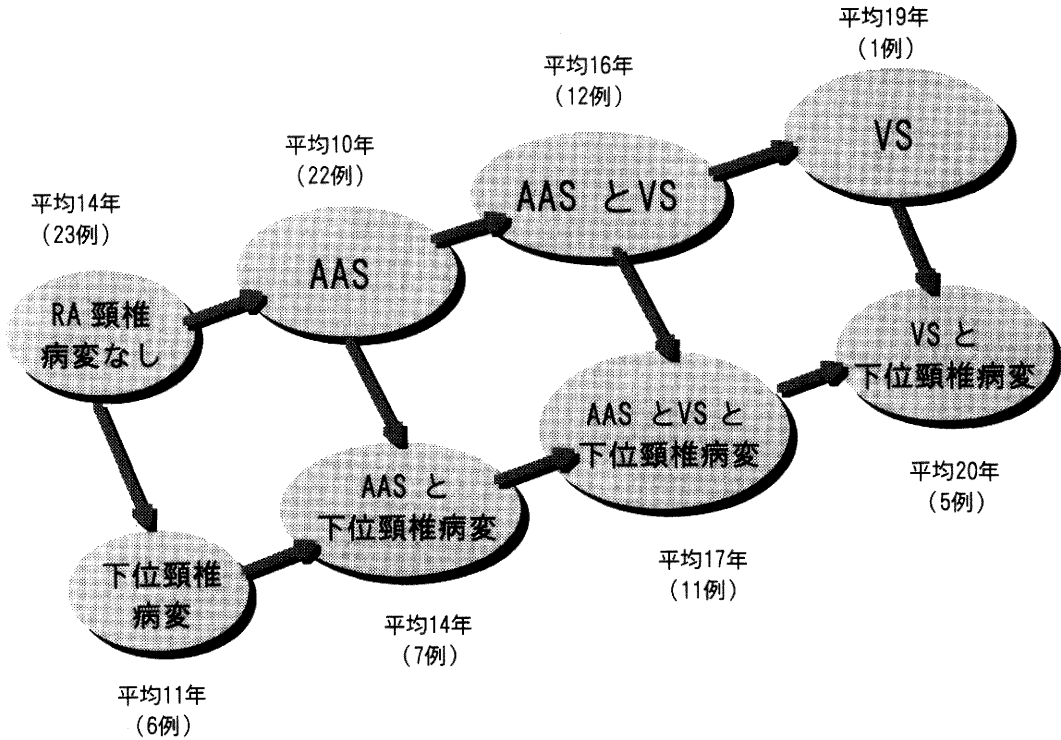 平均19年
(1例)
VS
平均16年
(12例)
AAS とVS
平均10年
(22例)
AAS
平均14年
(23例)
RA 頸椎
病変なし
VS と
下位頸椎病変
平均20年
(5例)
AAS とVS と
下位頸椎病変
平均17年
(11例)
AAS と
下位頸椎病変
平均14年
(7例)
下位頸椎
病変
平均11年
(6例)